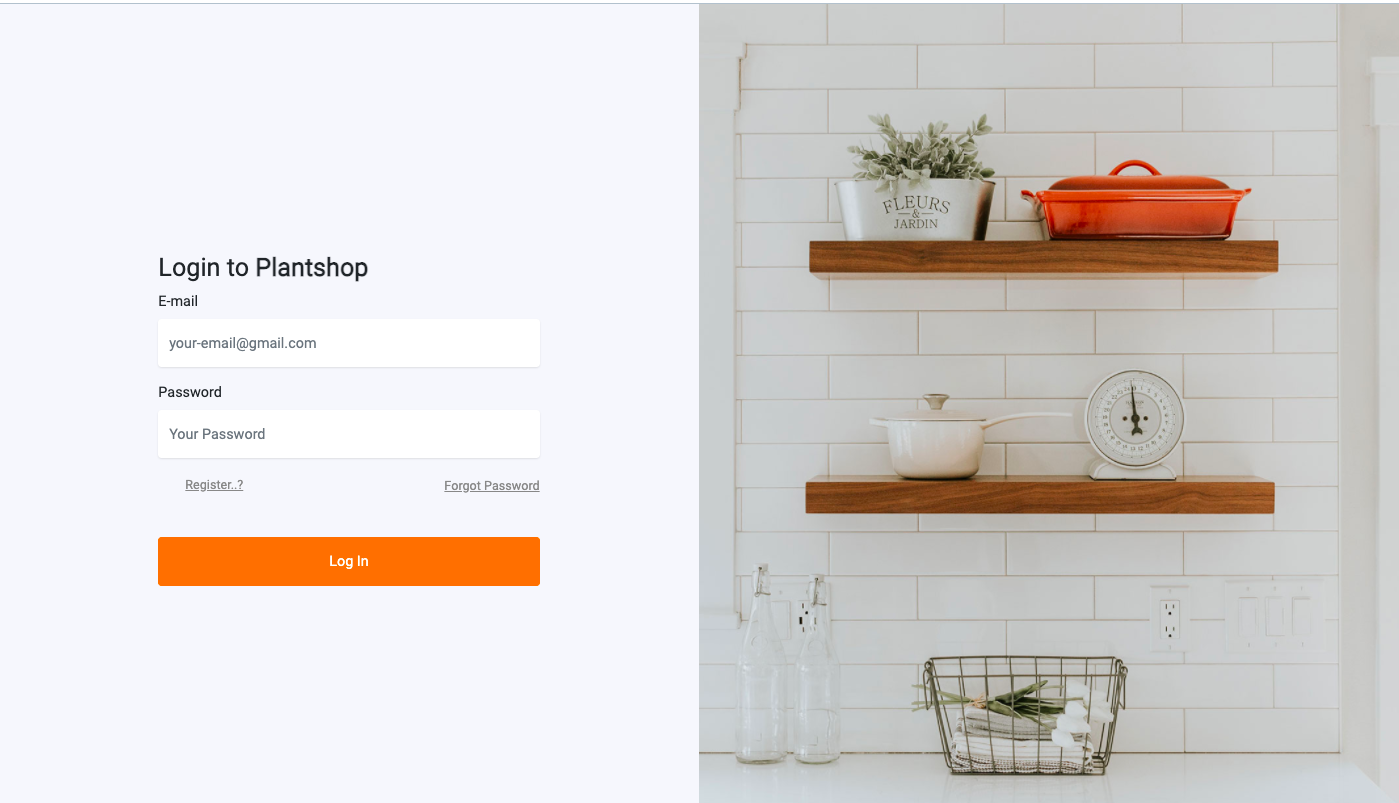 Login to Plantshop
E-mail
your-email@gmail.com
Password
Your Password
Register..?
Forgot Password
Log In
FLEURS
&
JARDIN